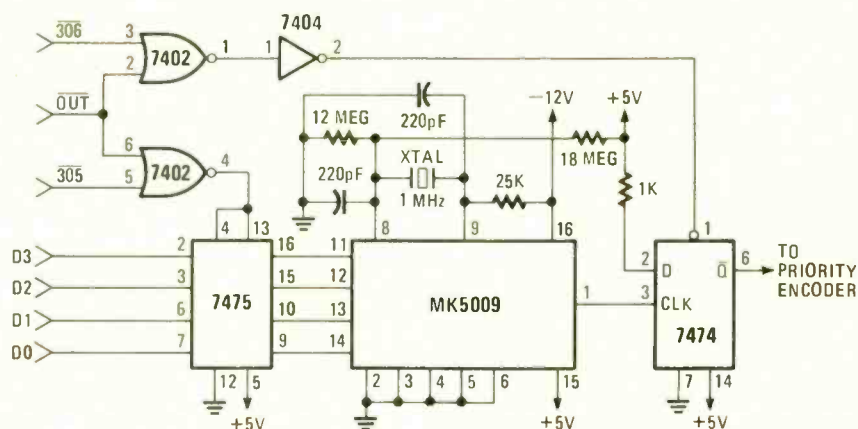 306
OUT
305
D3
D2
D1
D0
3
2
7402
1
6
5
7402
4
1
7404
2
12 MEG
220pF
220pF
XTAL
1 MHz
25K
−12V
+5V
18 MEG
1K
8
9
16
4
13
2
3
6
7
7475
16
15
10
9
12
5
+5V
11
12
13
14
MK5009
1
2
3
4
5
6
15
+5V
1
2
D
Q
6
3
CLK
7474
7
14
+5V
TO
PRIORITY
ENCODER